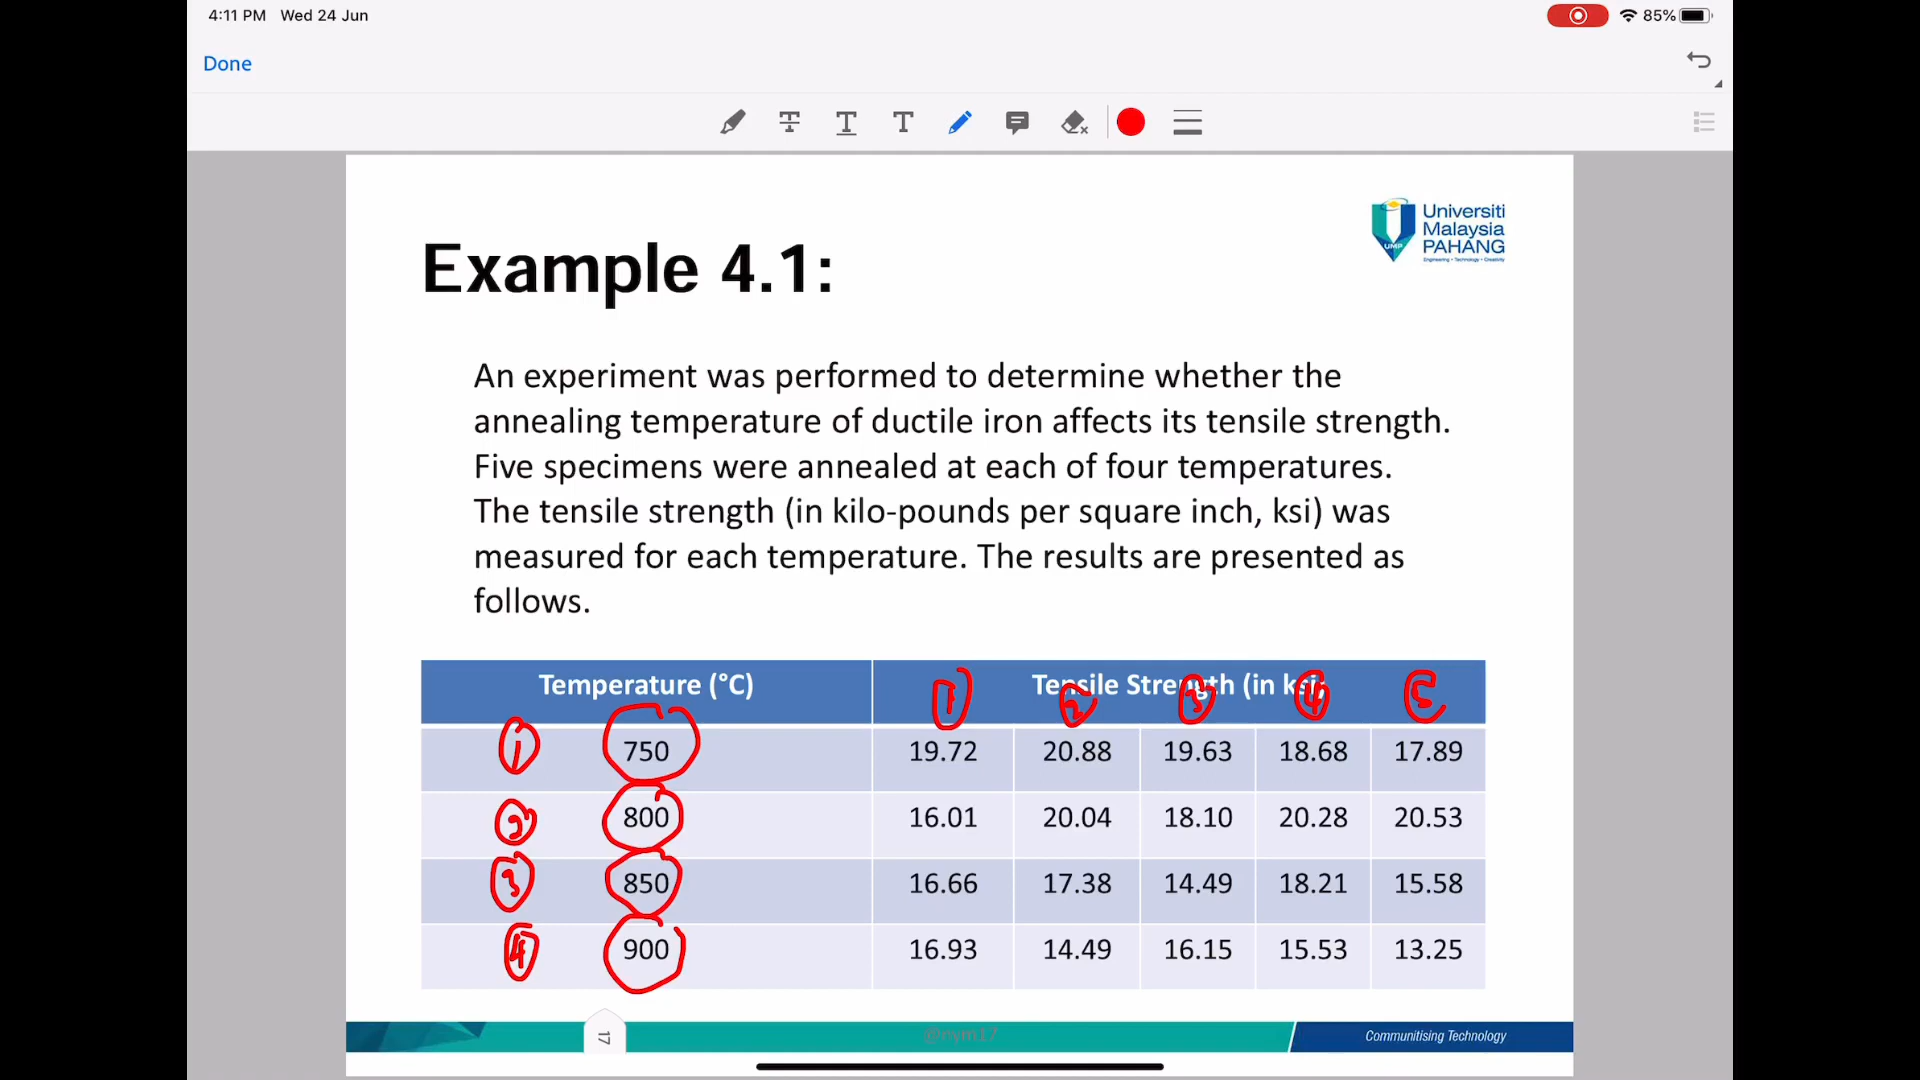 4:11 PM Wed 24 Jun
85%
Done
Universiti
Malaysia
PAHANG
UMP
Engineering • Technology • Creativity
Example 4.1:
An experiment was performed to determine whether the
annealing temperature of ductile iron affects its tensile strength.
Five specimens were annealed at each of four temperatures.
The tensile strength (in kilo-pounds per square inch, ksi) was
measured for each temperature. The results are presented as
follows.
Temperature (°C) Tensile Strength (in ksi)
1 2 3 4 5
1 750 19.72 20.88 19.63 18.68 17.89
2 800 16.01 20.04 18.10 20.28 20.53
3 850 16.66 17.38 14.49 18.21 15.58
4 900 16.93 14.49 16.15 15.53 13.25
17 @nym17 Communitising Technology